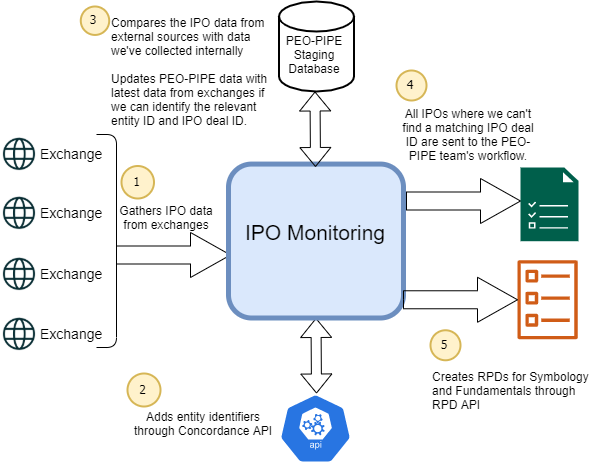 3
Compares the IPO data from
external sources with data
we've collected internally
Updates PEO-PIPE data with
latest data from exchanges if
we can identify the relevant
entity ID and IPO deal ID.
PEO-PIPE
Staging
Database
4
All IPOs where we can't
find a matching IPO deal
ID are sent to the PEO-
PIPE team's workflow.
Exchange
Exchange
Exchange
Exchange
1
Gathers IPO data
from exchanges
IPO Monitoring
5
Creates RPDs for Symbology
and Fundamentals through
RPD API
2
Adds entity identifiers
through Concordance API
api